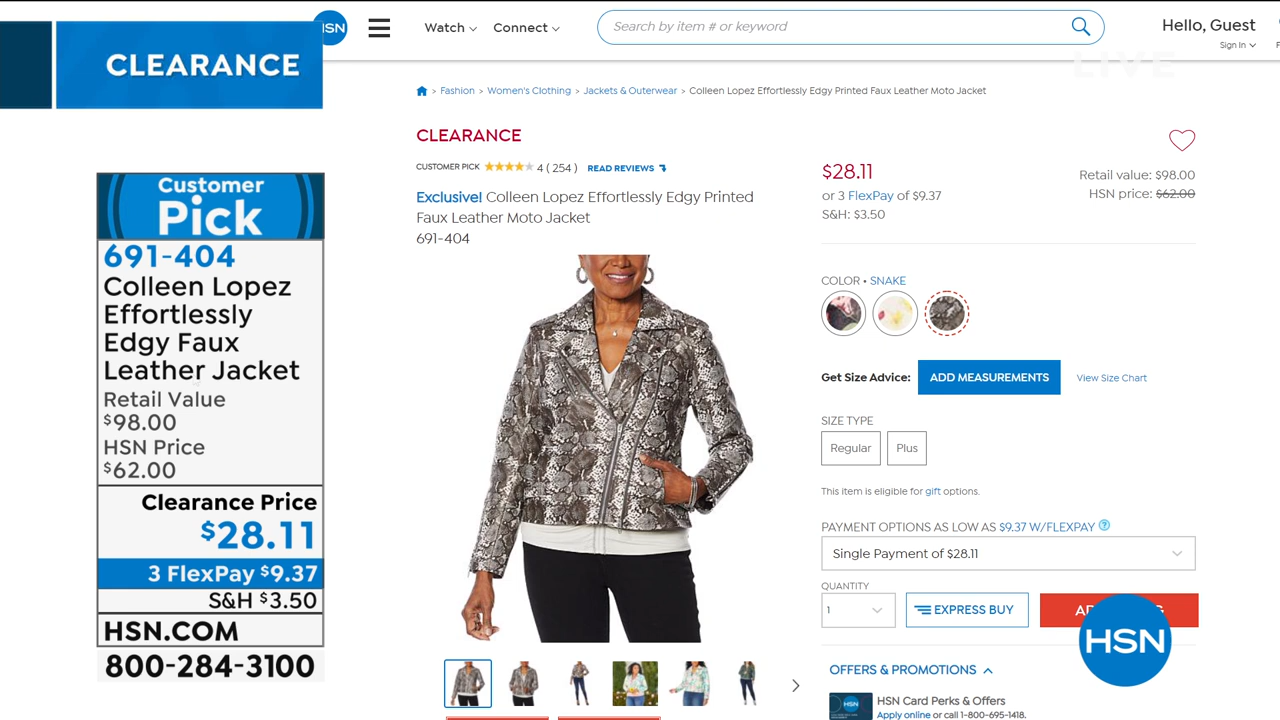 CLEARANCE
HSN
Watch
Connect
Search by item # or keyword
Hello, Guest
Sign In
LIVE
Fashion > Women's Clothing > Jackets & Outerwear > Colleen Lopez Effortlessly Edgy Printed Faux Leather Moto Jacket
Customer
Pick
691-404
Colleen Lopez
Effortlessly
Edgy Faux
Leather Jacket
Retail Value
$98.00
HSN Price
$62.00
Clearance Price
$28.11
3 FlexPay $9.37
S&H $3.50
HSN.COM
800-284-3100
CLEARANCE
CUSTOMER PICK 4 ( 254 ) READ REVIEWS
Exclusive! Colleen Lopez Effortlessly Edgy Printed
Faux Leather Moto Jacket
691-404
$28.11
or 3 FlexPay of $9.37
S&H: $3.50
Retail value: $98.00
HSN price: $62.00
COLOR • SNAKE
Get Size Advice: ADD MEASUREMENTS View Size Chart
SIZE TYPE
Regular Plus
This item is eligible for gift options.
PAYMENT OPTIONS AS LOW AS $9.37 W/FLEXPAY ?
Single Payment of $28.11
QUANTITY
1
EXPRESS BUY
HSN
OFFERS & PROMOTIONS
HSN
HSN Card Perks & Offers
Apply online or call 1-800-695-1418.